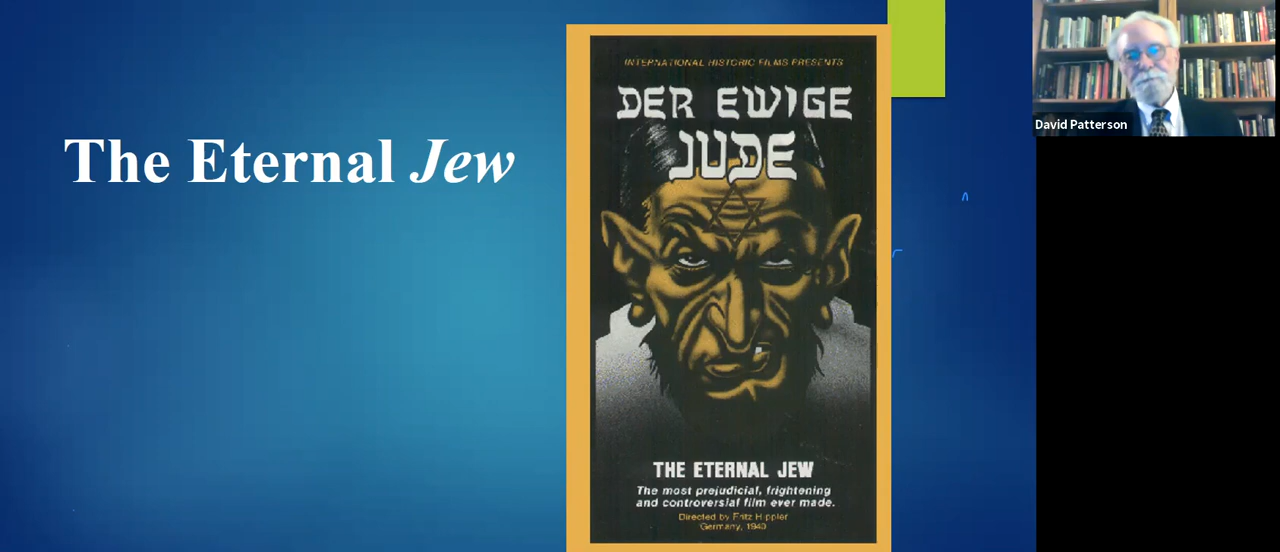 The Eternal Jew
INTERNATIONAL HISTORIC FILMS PRESENTS
DER EWIGE
JUDE
THE ETERNAL JEW
The most prejudicial, frightening
and controversial film ever made.
Directed by Fritz Hippler
Germany, 1940
David Patterson